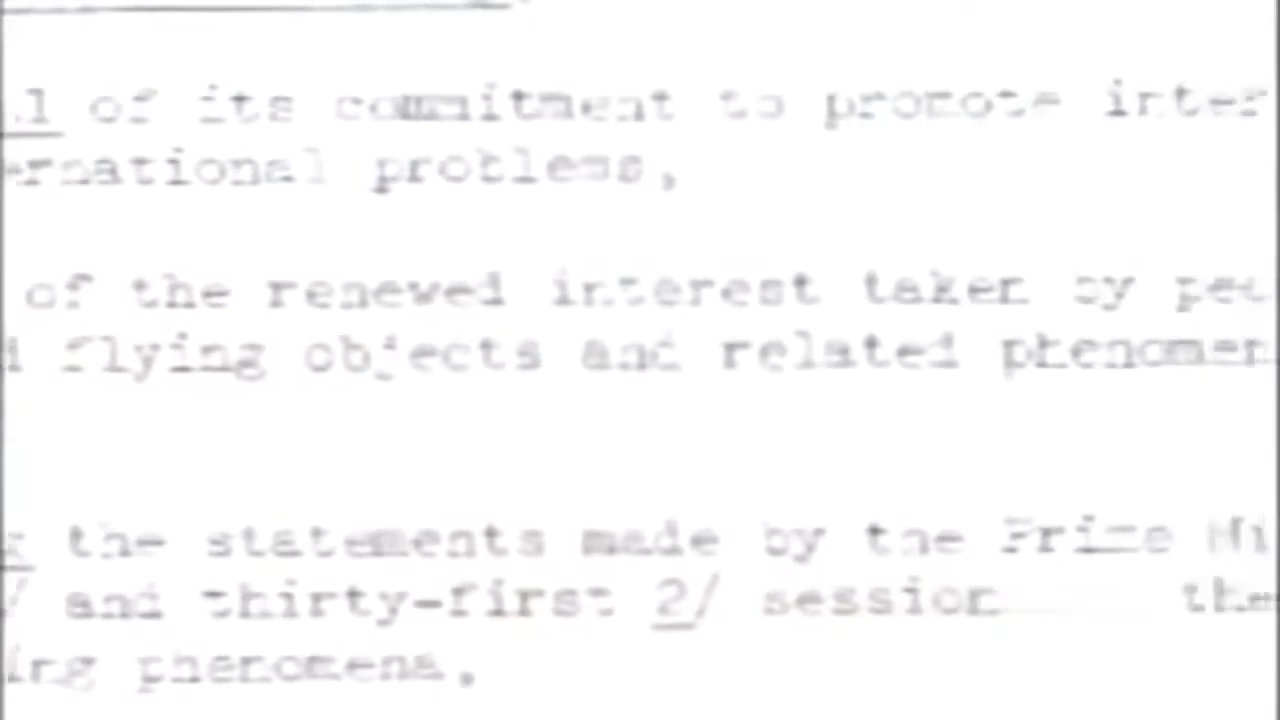 l of its commitment to promote inter
ernational problems,
of the renewed interest taken by peo
d flying objects and related phenomen
the statements made by the Prime Mi
/ and thirty-first 2/ session the
ing phenomena.